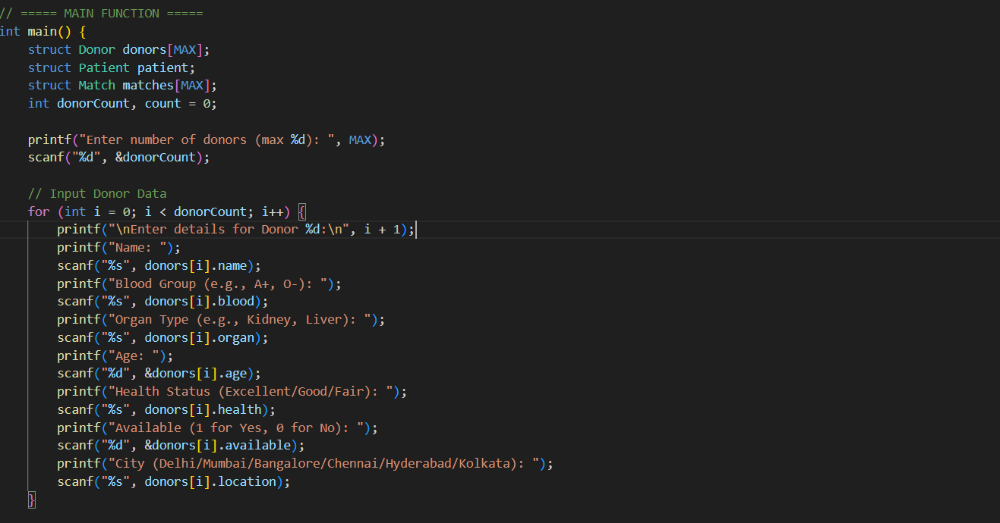 // ===== MAIN FUNCTION =====
int main() {
    struct Donor donors[MAX];
    struct Patient patient;
    struct Match matches[MAX];
    int donorCount, count = 0;

    printf("Enter number of donors (max %d): ", MAX);
    scanf("%d", &donorCount);

    // Input Donor Data
    for (int i = 0; i < donorCount; i++) {
        printf("\nEnter details for Donor %d:\n", i + 1);
        printf("Name: ");
        scanf("%s", donors[i].name);
        printf("Blood Group (e.g., A+, O-): ");
        scanf("%s", donors[i].blood);
        printf("Organ Type (e.g., Kidney, Liver): ");
        scanf("%s", donors[i].organ);
        printf("Age: ");
        scanf("%d", &donors[i].age);
        printf("Health Status (Excellent/Good/Fair): ");
        scanf("%s", donors[i].health);
        printf("Available (1 for Yes, 0 for No): ");
        scanf("%d", &donors[i].available);
        printf("City (Delhi/Mumbai/Bangalore/Chennai/Hyderabad/Kolkata): ");
        scanf("%s", donors[i].location);
    }